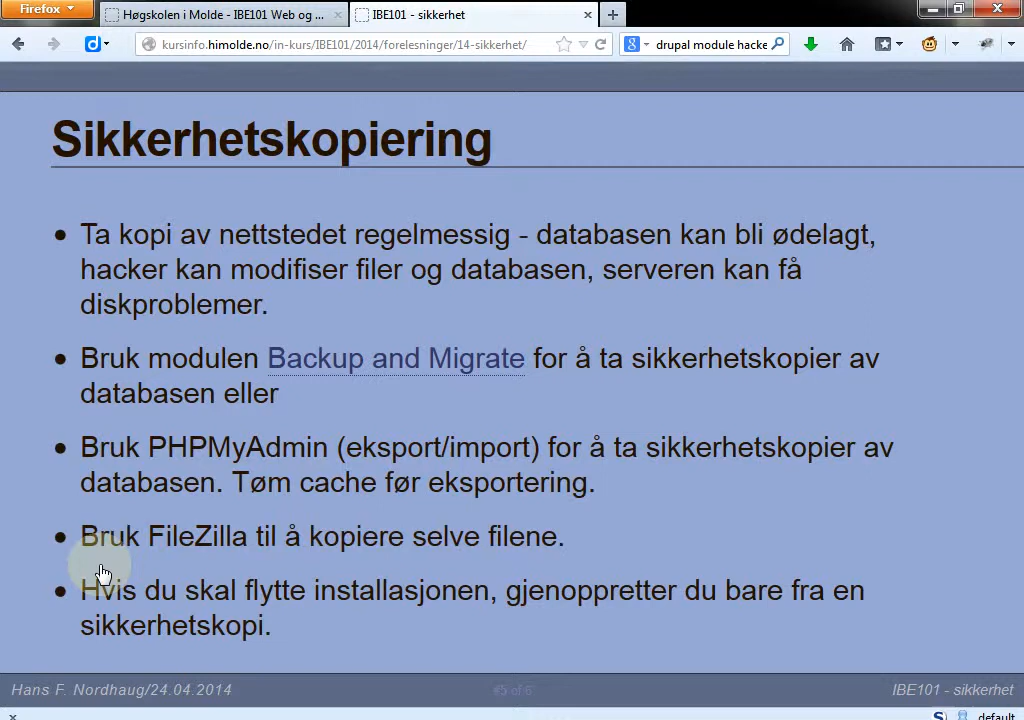 Firefox
Høgskolen i Molde - IBE101 Web og ...
IBE101 - sikkerhet
kursinfo.himolde.no/in-kurs/IBE101/2014/forelesninger/14-sikkerhet/
drupal module hacke
Sikkerhetskopiering
Ta kopi av nettstedet regelmessig - databasen kan bli ødelagt,
hacker kan modifiser filer og databasen, serveren kan få
diskproblemer.
Bruk modulen Backup and Migrate for å ta sikkerhetskopier av
databasen eller
Bruk PHPMyAdmin (eksport/import) for å ta sikkerhetskopier av
databasen. Tøm cache før eksportering.
Bruk FileZilla til å kopiere selve filene.
Hvis du skal flytte installasjonen, gjenoppretter du bare fra en
sikkerhetskopi.
Hans F. Nordhaug/24.04.2014
5 of 6
IBE101 - sikkerhet
default